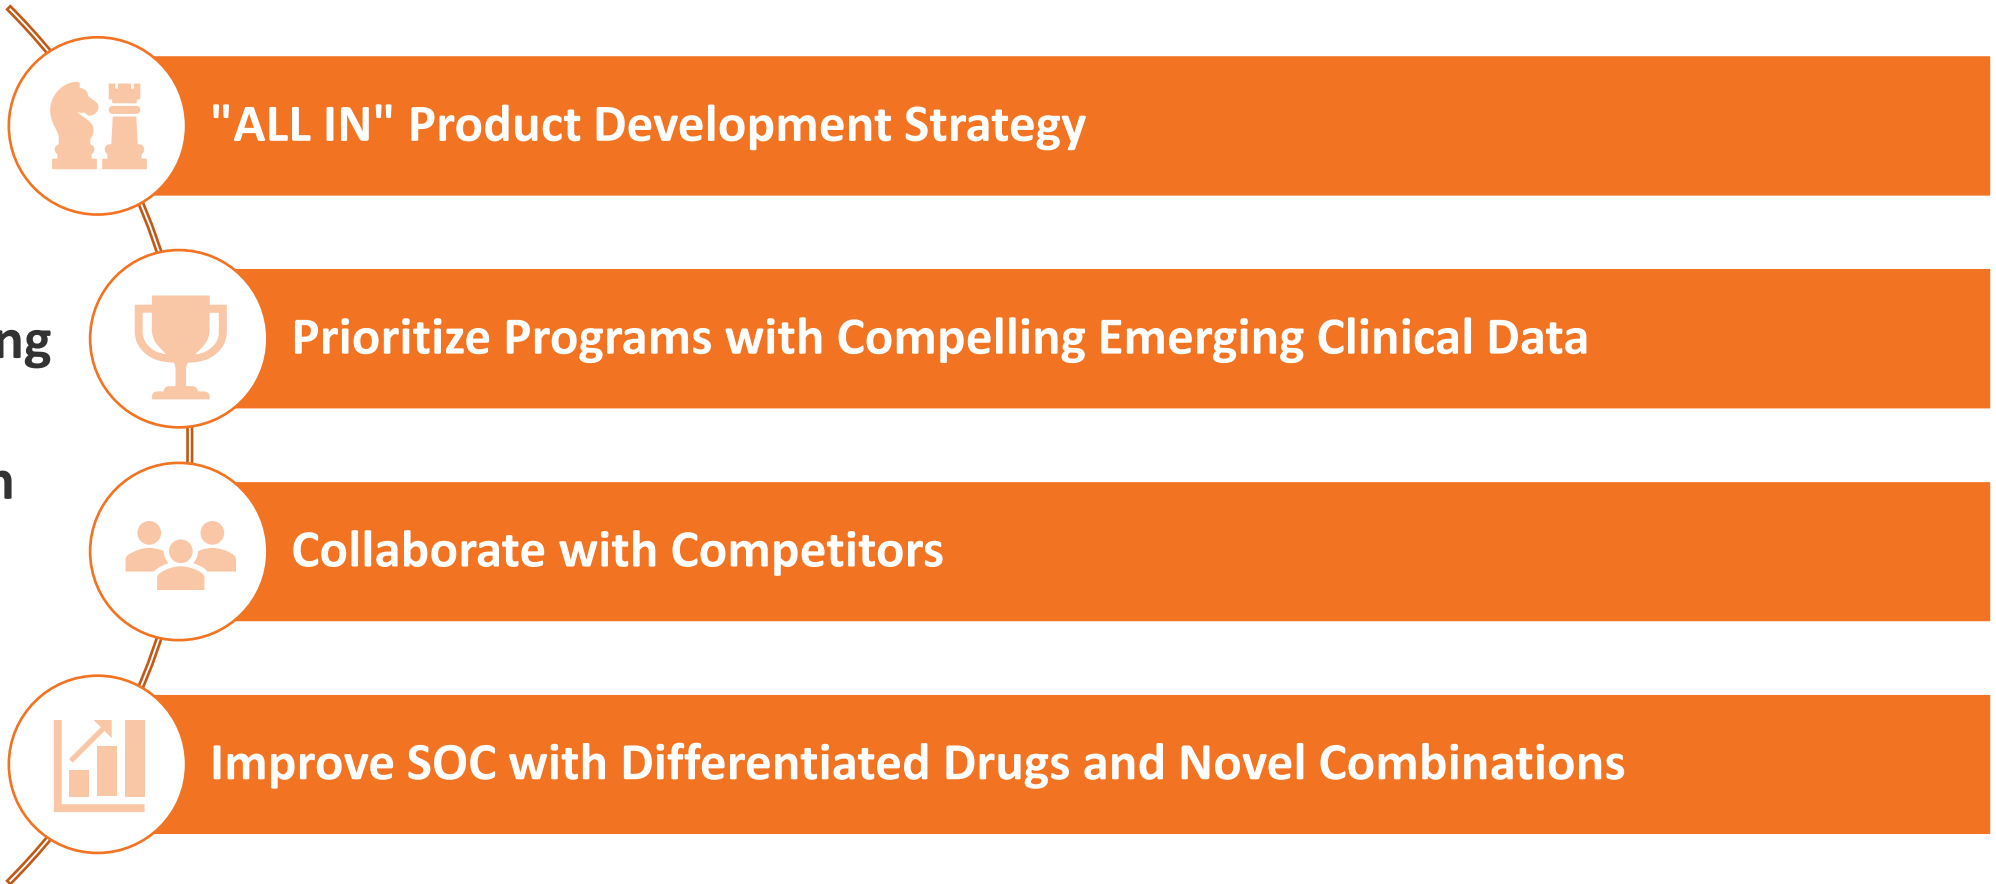 "ALL IN" Product Development Strategy
Prioritize Programs with Compelling Emerging Clinical Data
Collaborate with Competitors
Improve SOC with Differentiated Drugs and Novel Combinations